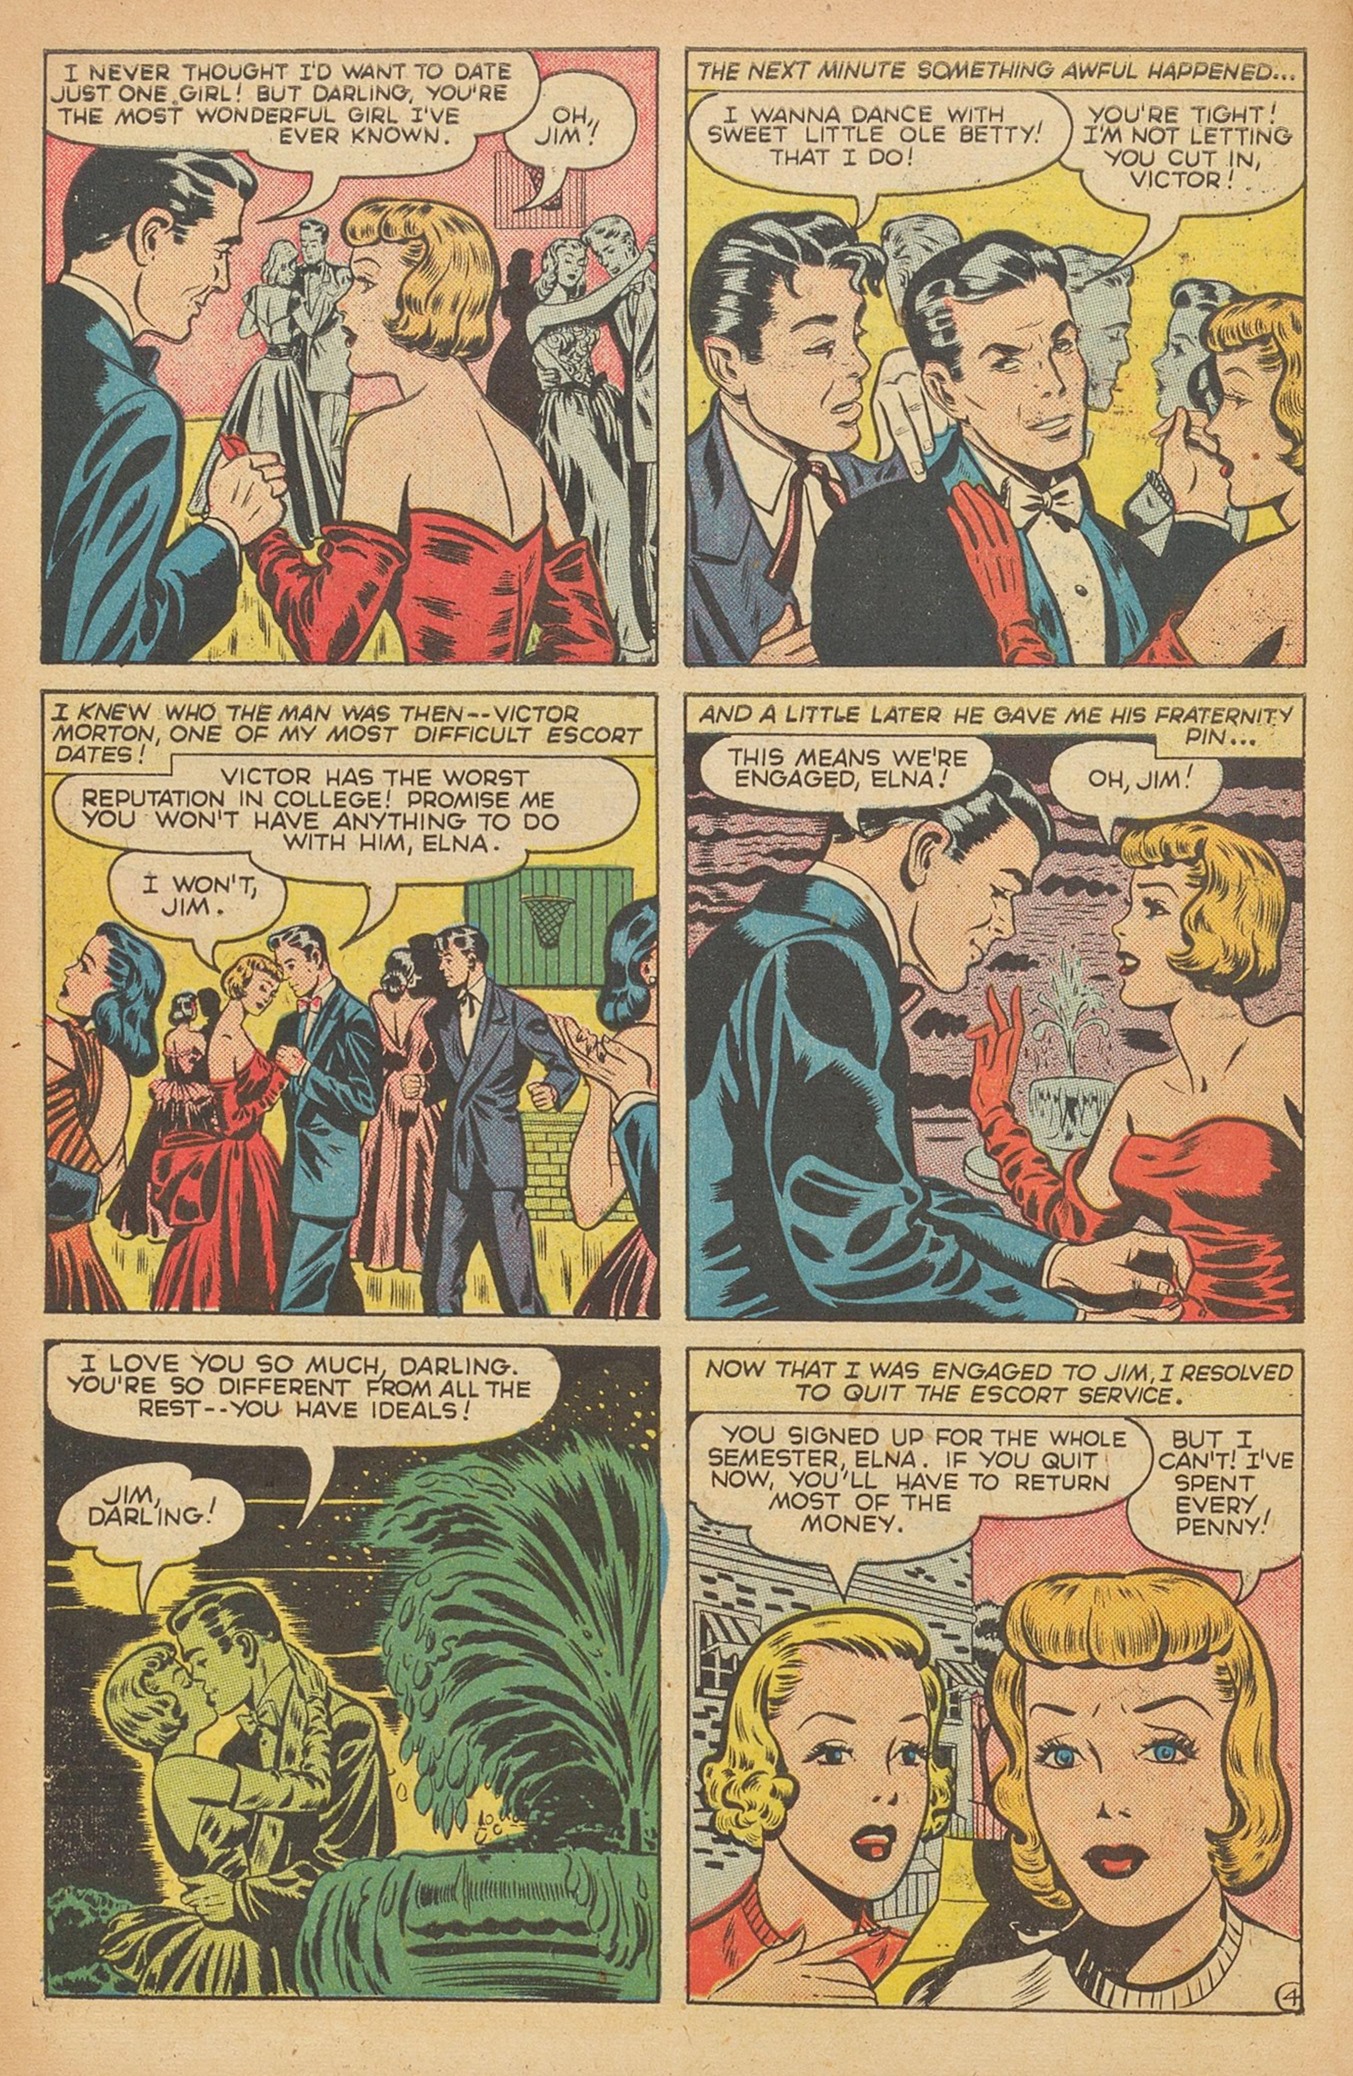 I NEVER THOUGHT I'D WANT TO DATE
JUST ONE GIRL! BUT DARLING, YOU'RE
THE MOST WONDERFUL GIRL I'VE
EVER KNOWN.
OH,
JIM!
THE NEXT MINUTE SOMETHING AWFUL HAPPENED...
I WANNA DANCE WITH
SWEET LITTLE OLE BETTY!
THAT I DO!
YOU'RE TIGHT!
I'M NOT LETTING
YOU CUT IN,
VICTOR!
I KNEW WHO THE MAN WAS THEN--VICTOR
MORTON, ONE OF MY MOST DIFFICULT ESCORT
DATES!
VICTOR HAS THE WORST
REPUTATION IN COLLEGE! PROMISE ME
YOU WON'T HAVE ANYTHING TO DO
WITH HIM, ELNA.
I WON'T,
JIM.
AND A LITTLE LATER HE GAVE ME HIS FRATERNITY
PIN...
THIS MEANS WE'RE
ENGAGED, ELNA!
OH, JIM!
I LOVE YOU SO MUCH, DARLING.
YOU'RE SO DIFFERENT FROM ALL THE
REST--YOU HAVE IDEALS!
JIM,
DARLING!
NOW THAT I WAS ENGAGED TO JIM, I RESOLVED
TO QUIT THE ESCORT SERVICE.
YOU SIGNED UP FOR THE WHOLE
SEMESTER, ELNA. IF YOU QUIT
NOW, YOU'LL HAVE TO RETURN
MOST OF THE
MONEY.
BUT I
CAN'T! I'VE
SPENT
EVERY
PENNY!
4